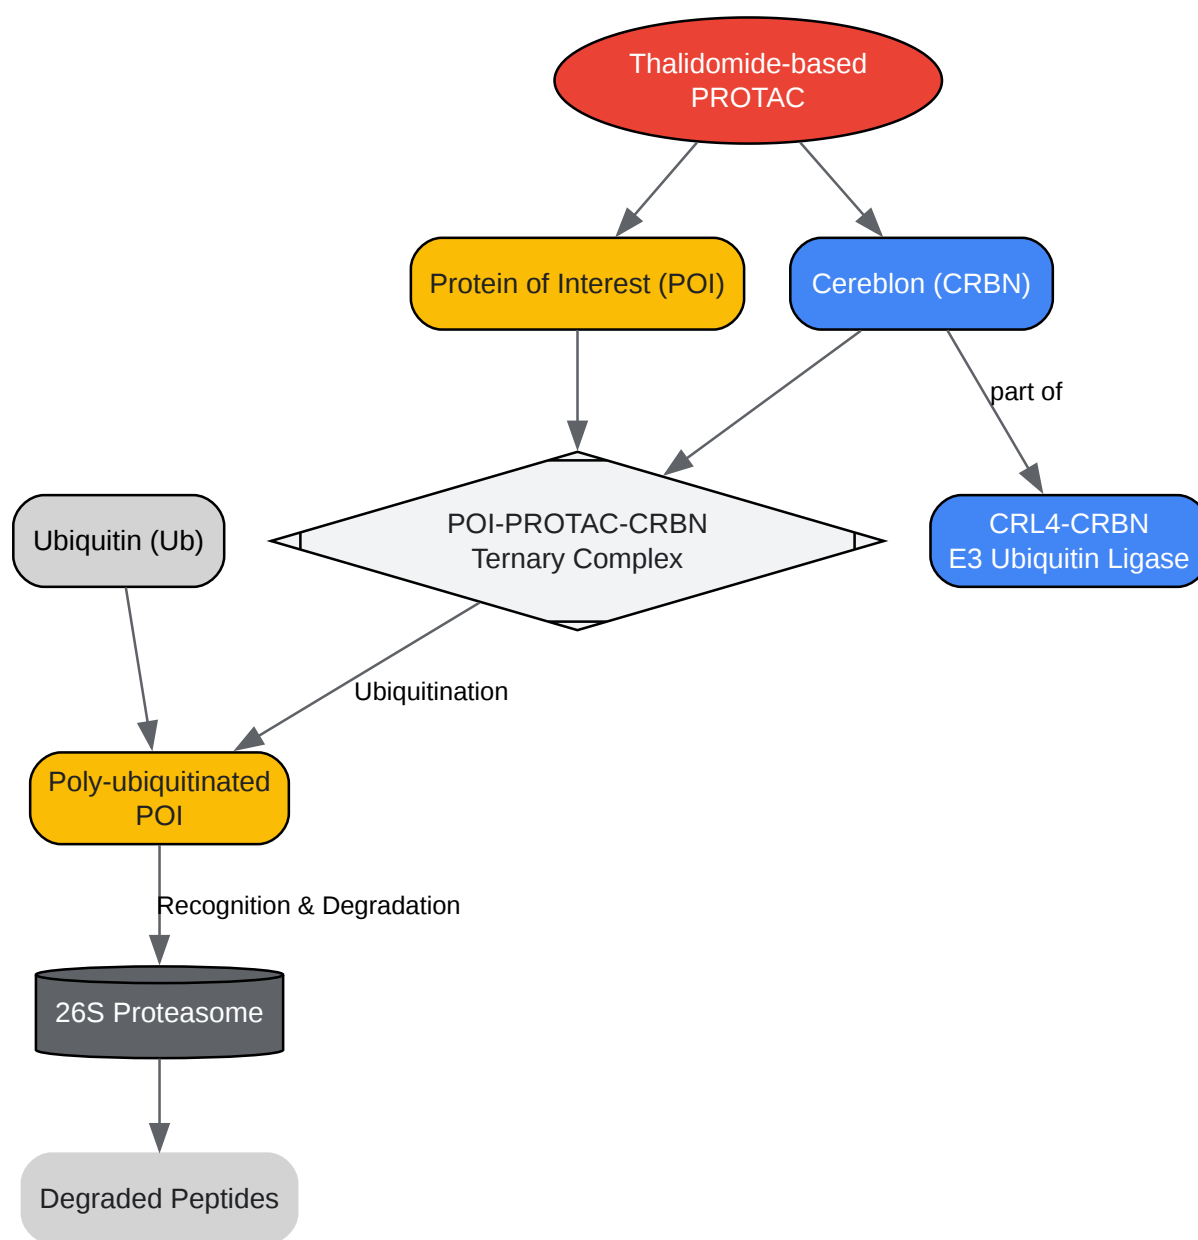 Thalidomide-based
PROTAC
Protein of Interest (POI)
Cereblon (CRBN)
part of
Ubiquitin (Ub)
POI-PROTAC-CRBN
Ternary Complex
CRL4-CRBN
E3 Ubiquitin Ligase
Ubiquitination
Poly-ubiquitinated
POI
Recognition & Degradation
26S Proteasome
Degraded Peptides